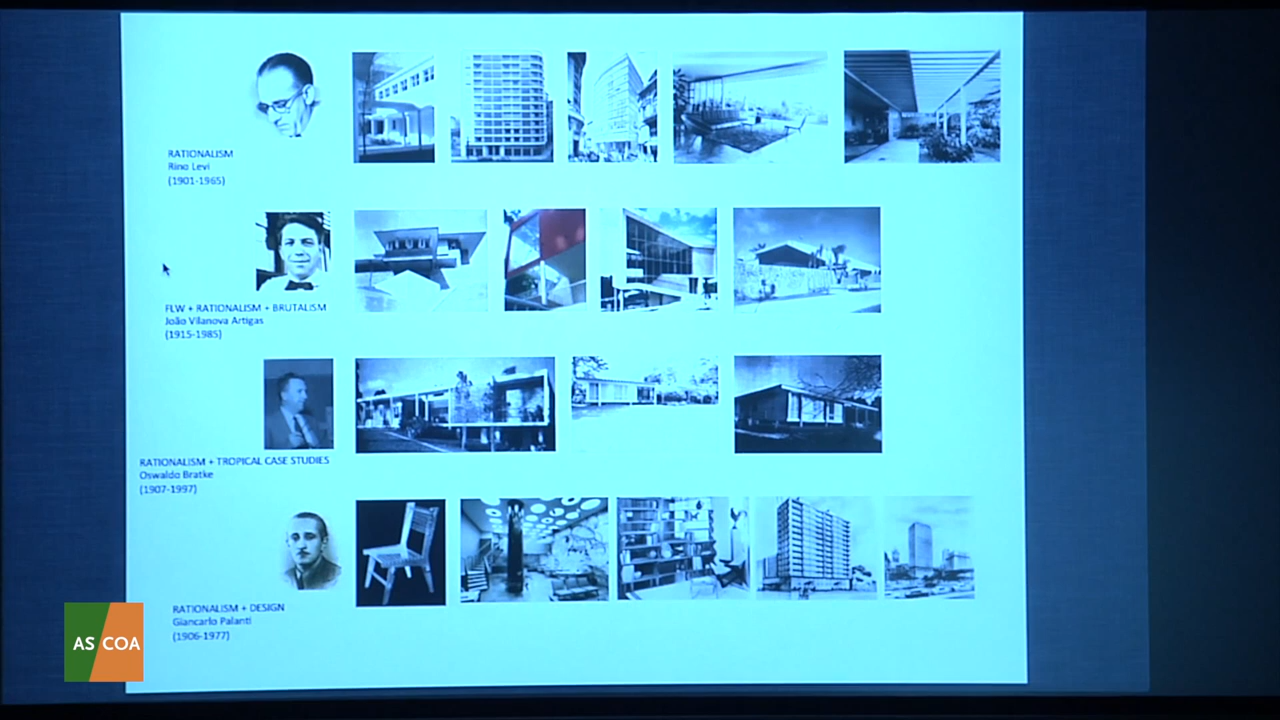 RATIONALISM
Rino Levi
(1901-1965)
FLW + RATIONALISM + BRUTALISM
João Vilanova Artigas
(1915-1985)
RATIONALISM + TROPICAL CASE STUDIES
Oswaldo Bratke
(1907-1997)
RATIONALISM + DESIGN
Giancarlo Palanti
(1906-1977)
AS COA